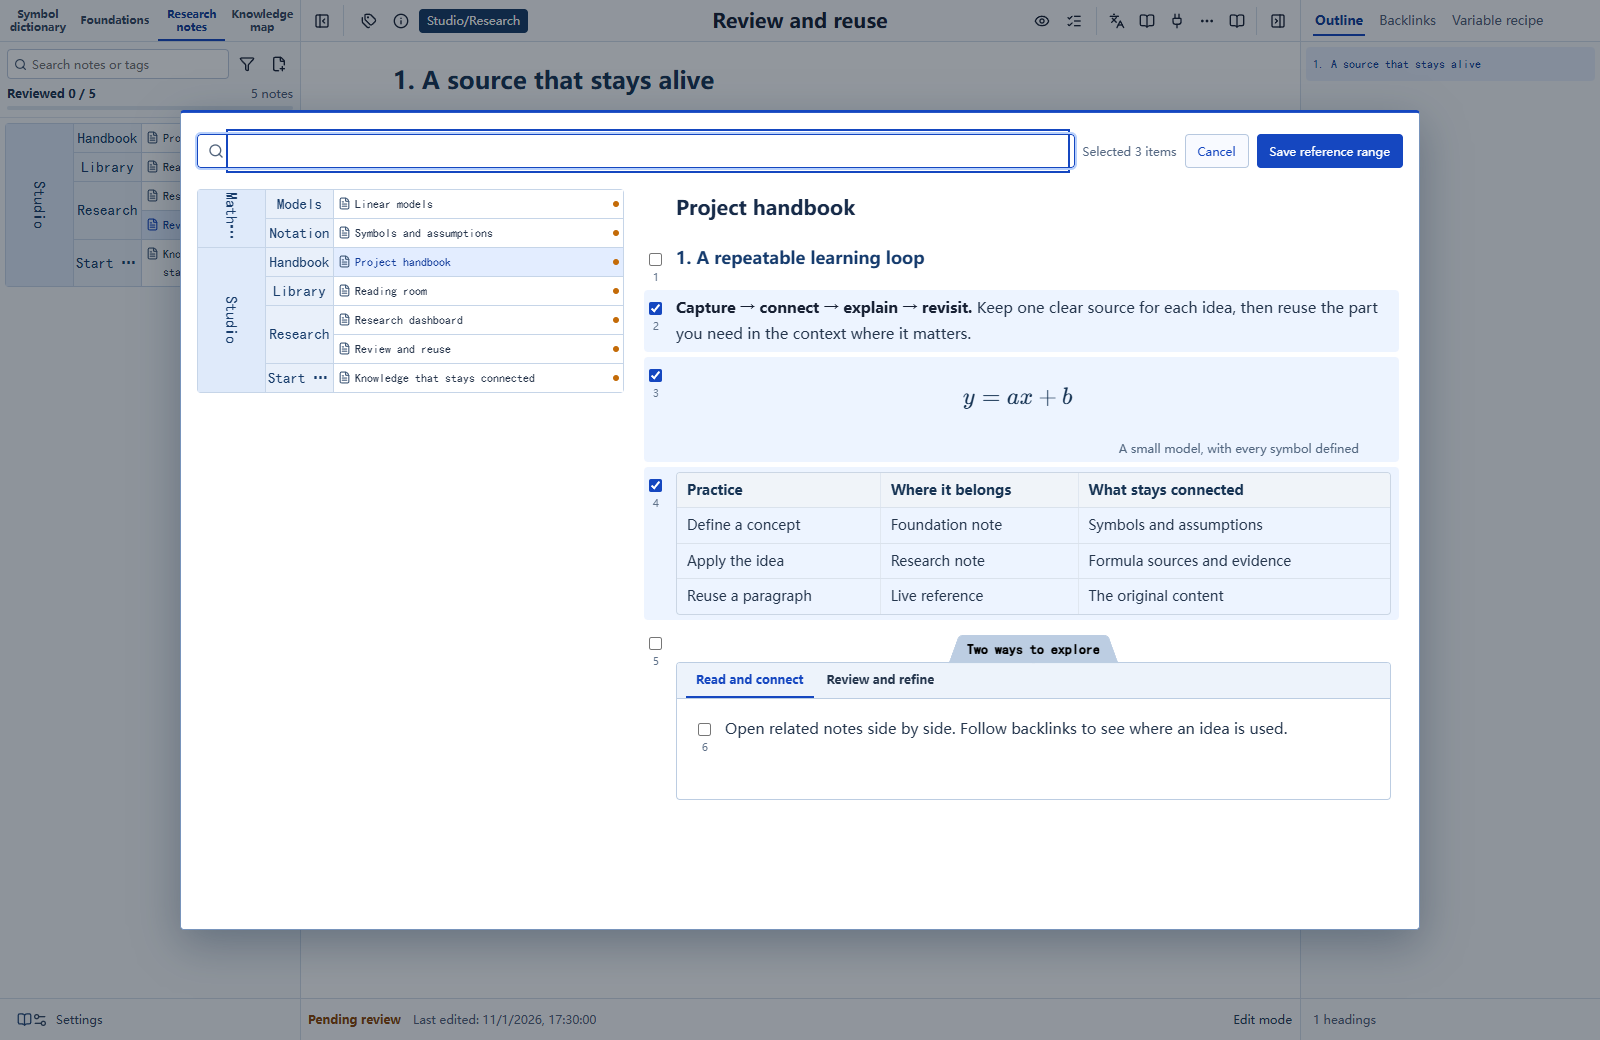 Symbol dictionary
Foundations
Research notes
Knowledge map
Studio/Research
Review and reuse
Outline
Backlinks
Variable recipe
Search notes or tags
Reviewed 0 / 5
5 notes
1. A source that stays alive
1. A source that stays alive
Studio
Handbook
Library
Research
Start ···
Pro
Rea
Res
Rev
Kno
sta
Selected 3 items
Cancel
Save reference range
Math···
Models
Linear models
Notation
Symbols and assumptions
Studio
Handbook
Project handbook
Library
Reading room
Research
Research dashboard
Review and reuse
Start ···
Knowledge that stays connected
Project handbook
1. A repeatable learning loop
1
Capture → connect → explain → revisit. Keep one clear source for each idea, then reuse the part
2
you need in the context where it matters.
3
y = ax + b
A small model, with every symbol defined
4
Practice Where it belongs What stays connected
Define a concept Foundation note Symbols and assumptions
Apply the idea Research note Formula sources and evidence
Reuse a paragraph Live reference The original content
5
Two ways to explore
Read and connect Review and refine
Open related notes side by side. Follow backlinks to see where an idea is used.
6
Settings
Pending review
Last edited: 11/1/2026, 17:30:00
Edit mode
1 headings